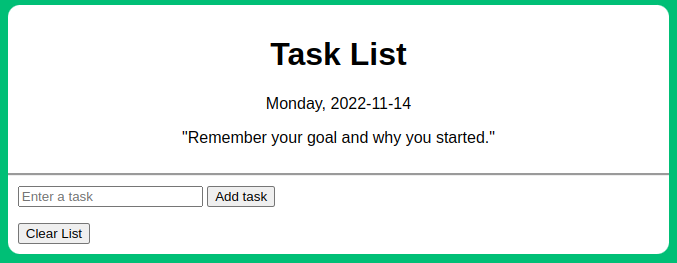 Task List
Monday, 2022-11-14
"Remember your goal and why you started."
Enter a task Add task
Clear List